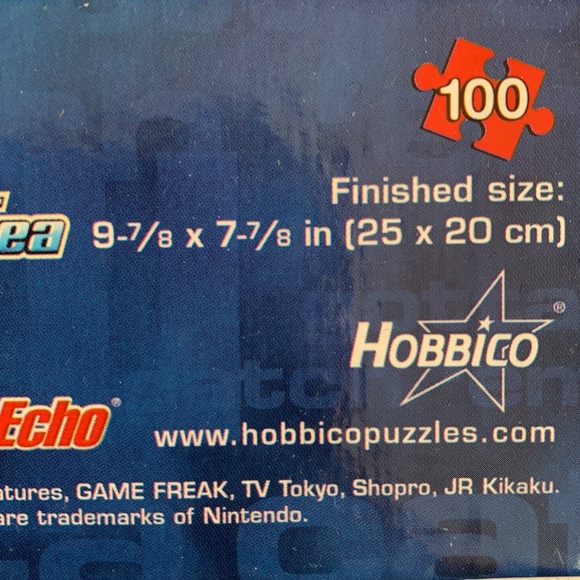 100
Finished size:
9-7/8 x 7-7/8 in (25 x 20 cm)
HOBBICO ®
Echo ®
www.hobbicopuzzles.com
GAME FREAK, TV Tokyo, Shopro, JR Kikaku.
are trademarks of Nintendo.